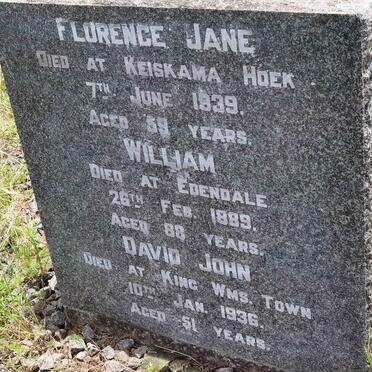 FLORENCE JANE
DIED AT KEISKAMA HOEK.
7TH JUNE 1939.
AGED 59 YEARS.
WILLIAM
DIED AT EDENDALE
26TH FEB. 1889.
AGED 88 YEARS.
DAVID JOHN
DIED AT KING WMS. TOWN
10TH JAN. 1936.
AGED 51 YEARS.